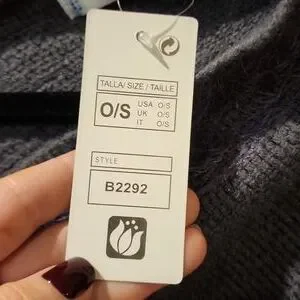 TALLA/ SIZE / TAILLE
O/S
USA O/S
UK O/S
IT O/S
STYLE
B2292